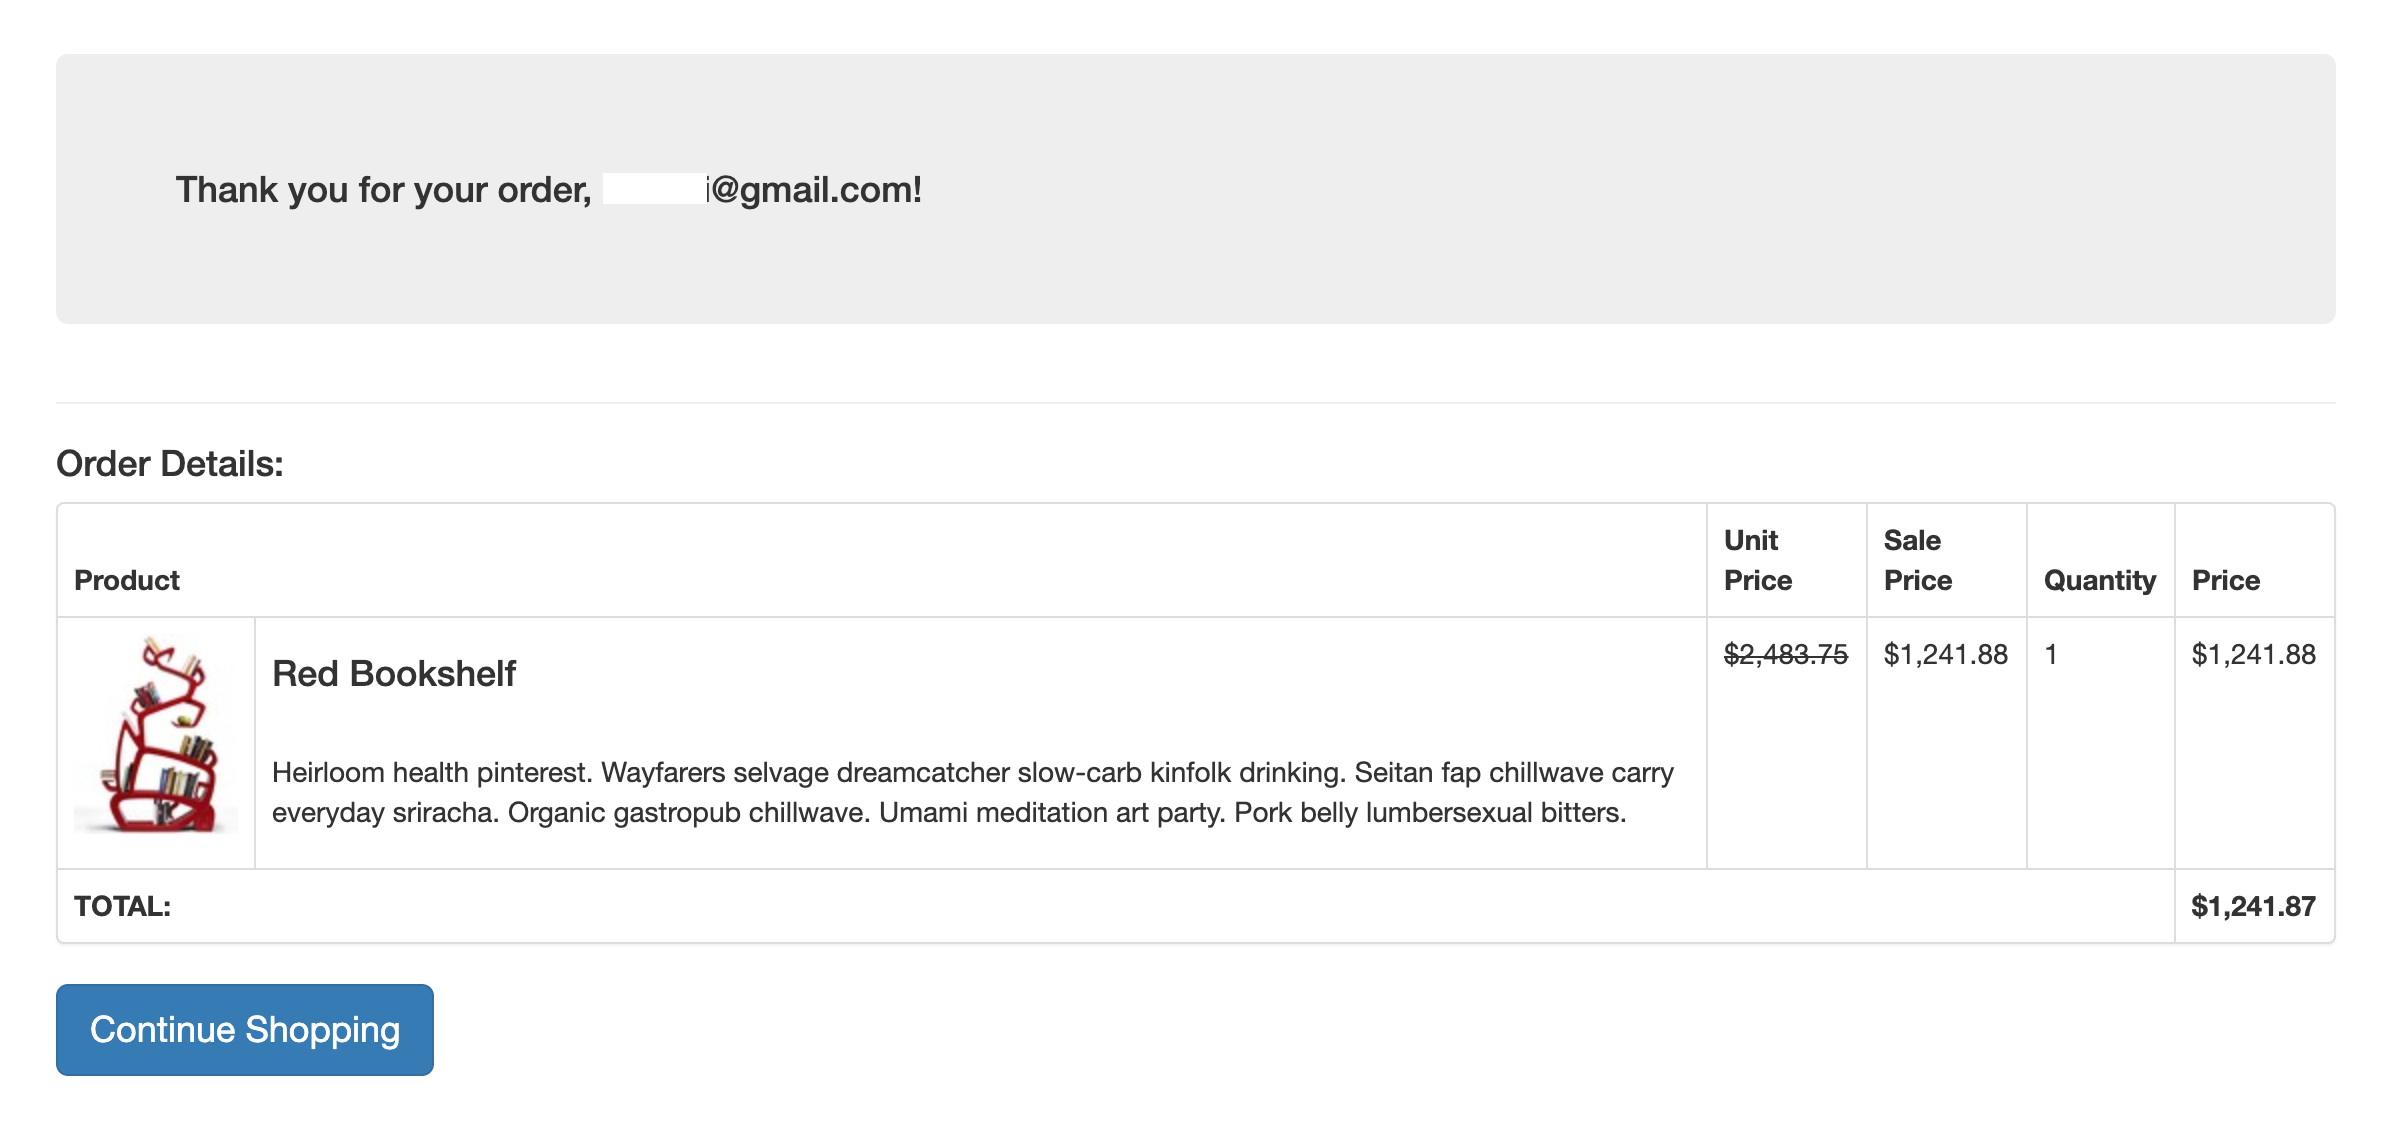 Thank you for your order, i@gmail.com!
Order Details:
Product
Unit
Price
Sale
Price
Quantity
Price
Red Bookshelf
$2,483.75
$1,241.88
1
$1,241.88
Heirloom health pinterest. Wayfarers selvage dreamcatcher slow-carb kinfolk drinking. Seitan fap chillwave carry
everyday sriracha. Organic gastropub chillwave. Umami meditation art party. Pork belly lumbersexual bitters.
TOTAL:
$1,241.87
Continue Shopping